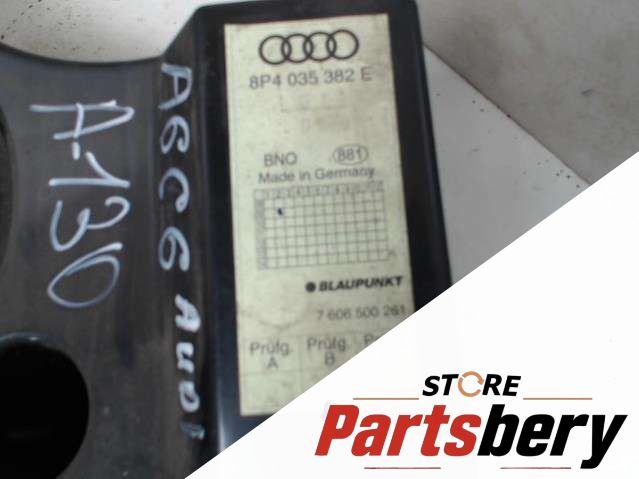 8P4 035 382 E
BNO 881
Made in Germany
BLAUPUNKT
7 606 500 261
Prüfg. Prüfg.
A B
A-130
A6C6 Audi
STORE
Partsbery